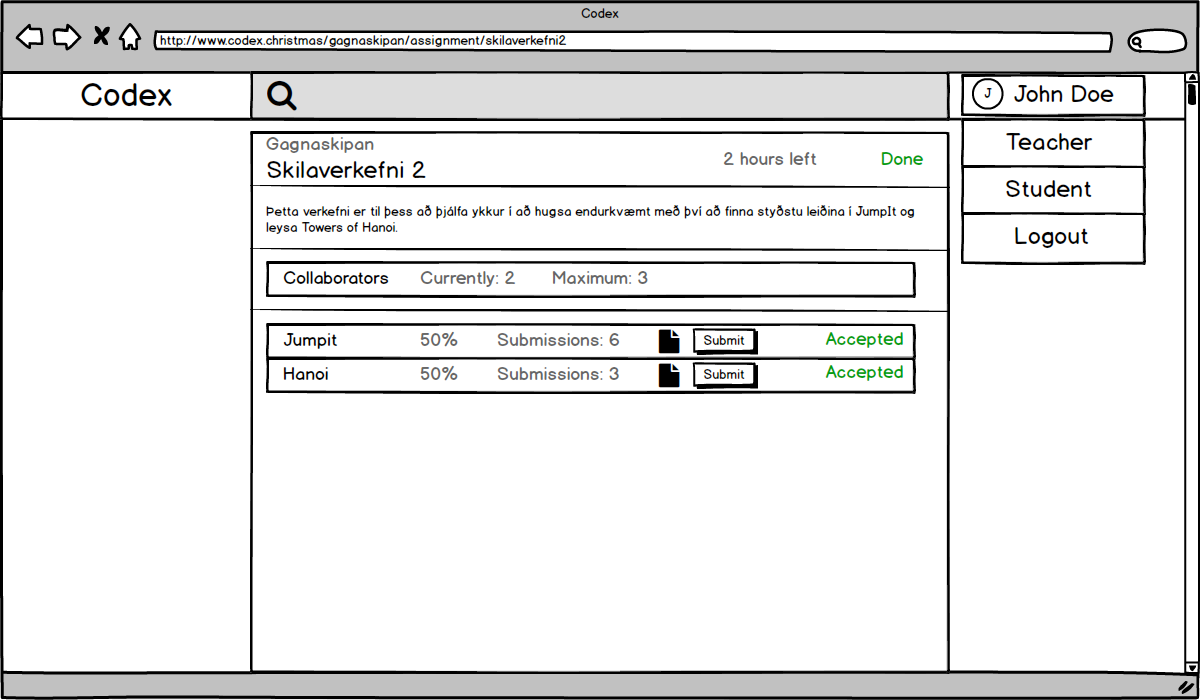 Codex
http://www.codex.christmas/gagnaskipan/assignment/skilaverkefni2
Codex
J John Doe
Teacher
Student
Logout
Gagnaskipan
Skilaverkefni 2
2 hours left Done
Þetta verkefni er til þess að þjálfa ykkur í að hugsa endurkvæmt með því að finna styðstu leiðina í JumpIt og
leysa Towers of Hanoi.
Collaborators Currently: 2 Maximum: 3
Jumpit 50% Submissions: 6 Submit Accepted
Hanoi 50% Submissions: 3 Submit Accepted